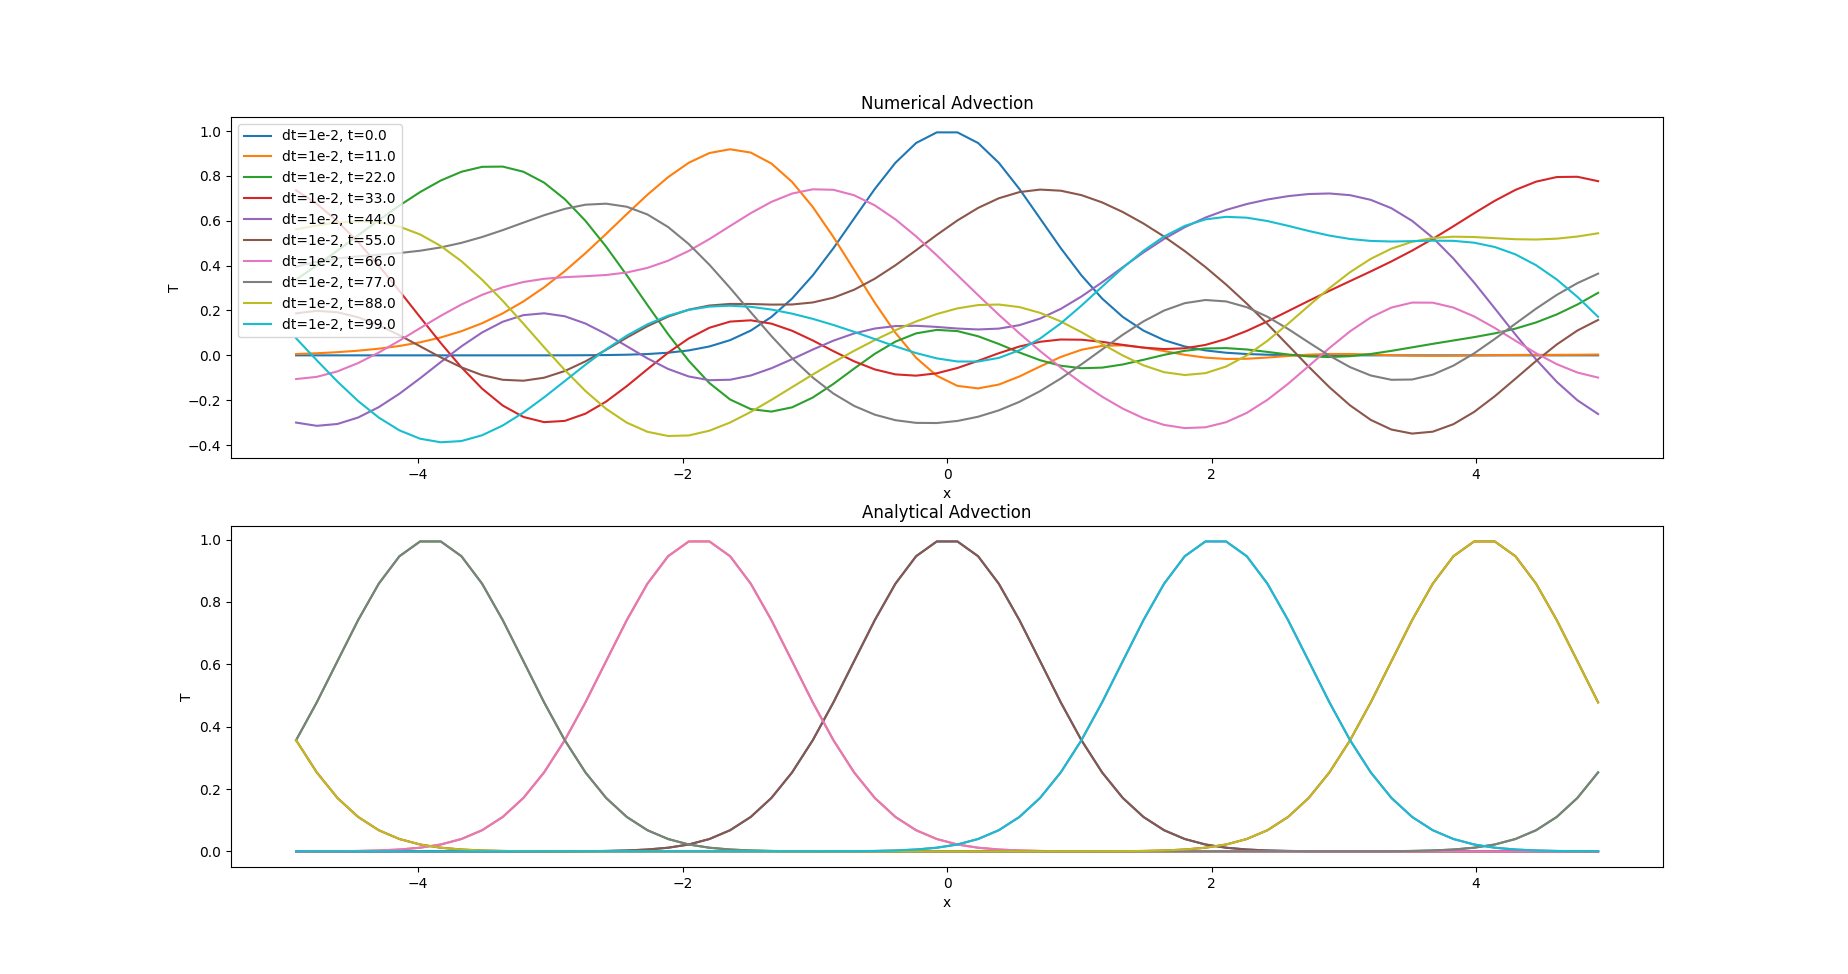 Numerical Advection
1.0
0.8
0.6
0.4
0.2
0.0
−0.2
−0.4
T
dt=1e-2, t=0.0
dt=1e-2, t=11.0
dt=1e-2, t=22.0
dt=1e-2, t=33.0
dt=1e-2, t=44.0
dt=1e-2, t=55.0
dt=1e-2, t=66.0
dt=1e-2, t=77.0
dt=1e-2, t=88.0
dt=1e-2, t=99.0
−4 −2 0 2 4
x
Analytical Advection
1.0
0.8
0.6
0.4
0.2
0.0
T
−4 −2 0 2 4
x